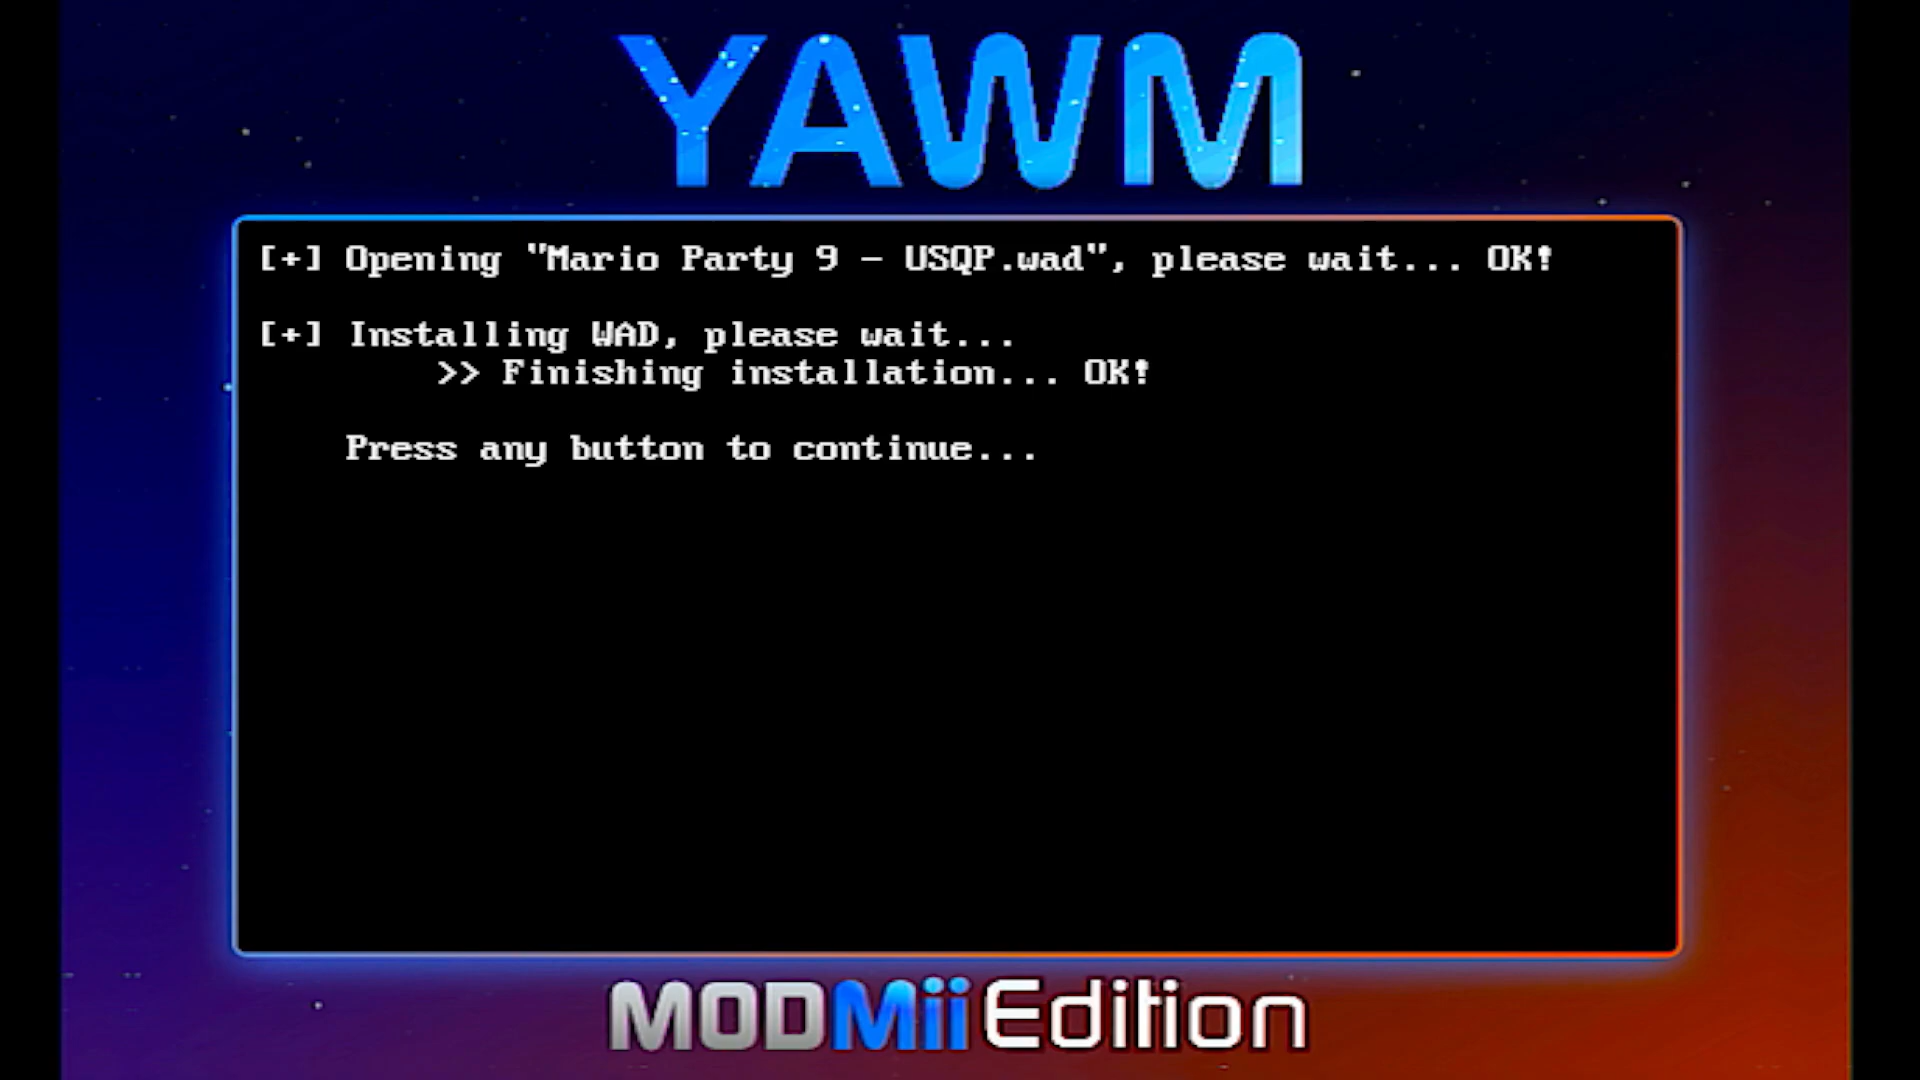 YAWM
[+] Opening "Mario Party 9 - USQP.wad", please wait... OK!
[+] Installing WAD, please wait...
>> Finishing installation... OK!
Press any button to continue...
MODMii Edition